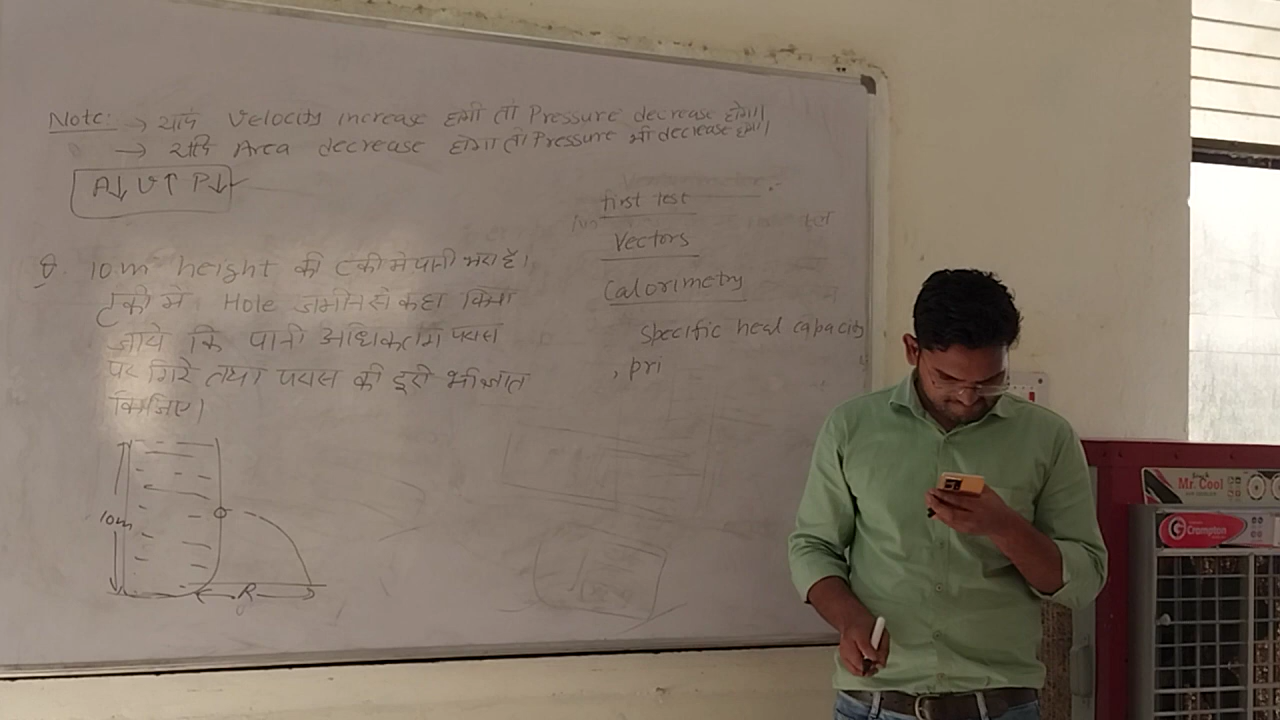 Note: → यदि Velocity increase होगी तो Pressure decrease होगा।
→ यदि Area decrease होगा तो Pressure भी decrease होगा।
A↓ V↑ P↓
Q. 10m height की टंकी मे पानी भरा है।
टंकी मे Hole जमीन से कहा किया
जाये कि पानी अधिकतम परास
पर गिरे तथा परास की दूरी भी ज्ञात
किजिए।
10m
R
first test
Vectors
Calorimetry
Specific heat capacity
, pri
Mr. Cool
Crompton